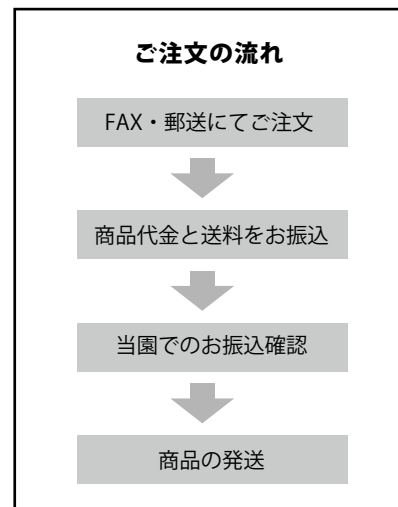 ご注文の流れ
FAX・郵送にてご注文
商品代金と送料をお振込
当園でのお振込確認
商品の発送